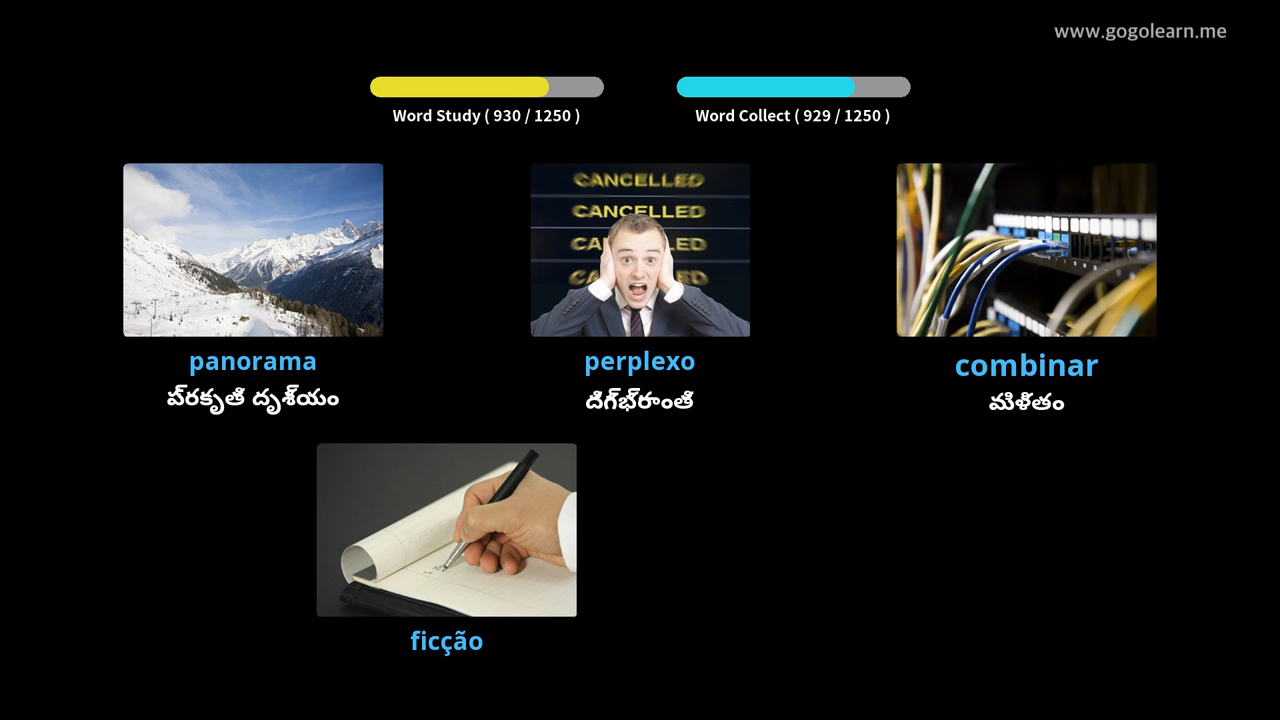 www.gogolearn.me
Word Study ( 930 / 1250 )
Word Collect ( 929 / 1250 )
CANCELLED
CANCELLED
panorama
perplexo
combinar
ప్రకృతి దృశ్యం
దిగ్భ్రాంతి
మిళితం
ficção